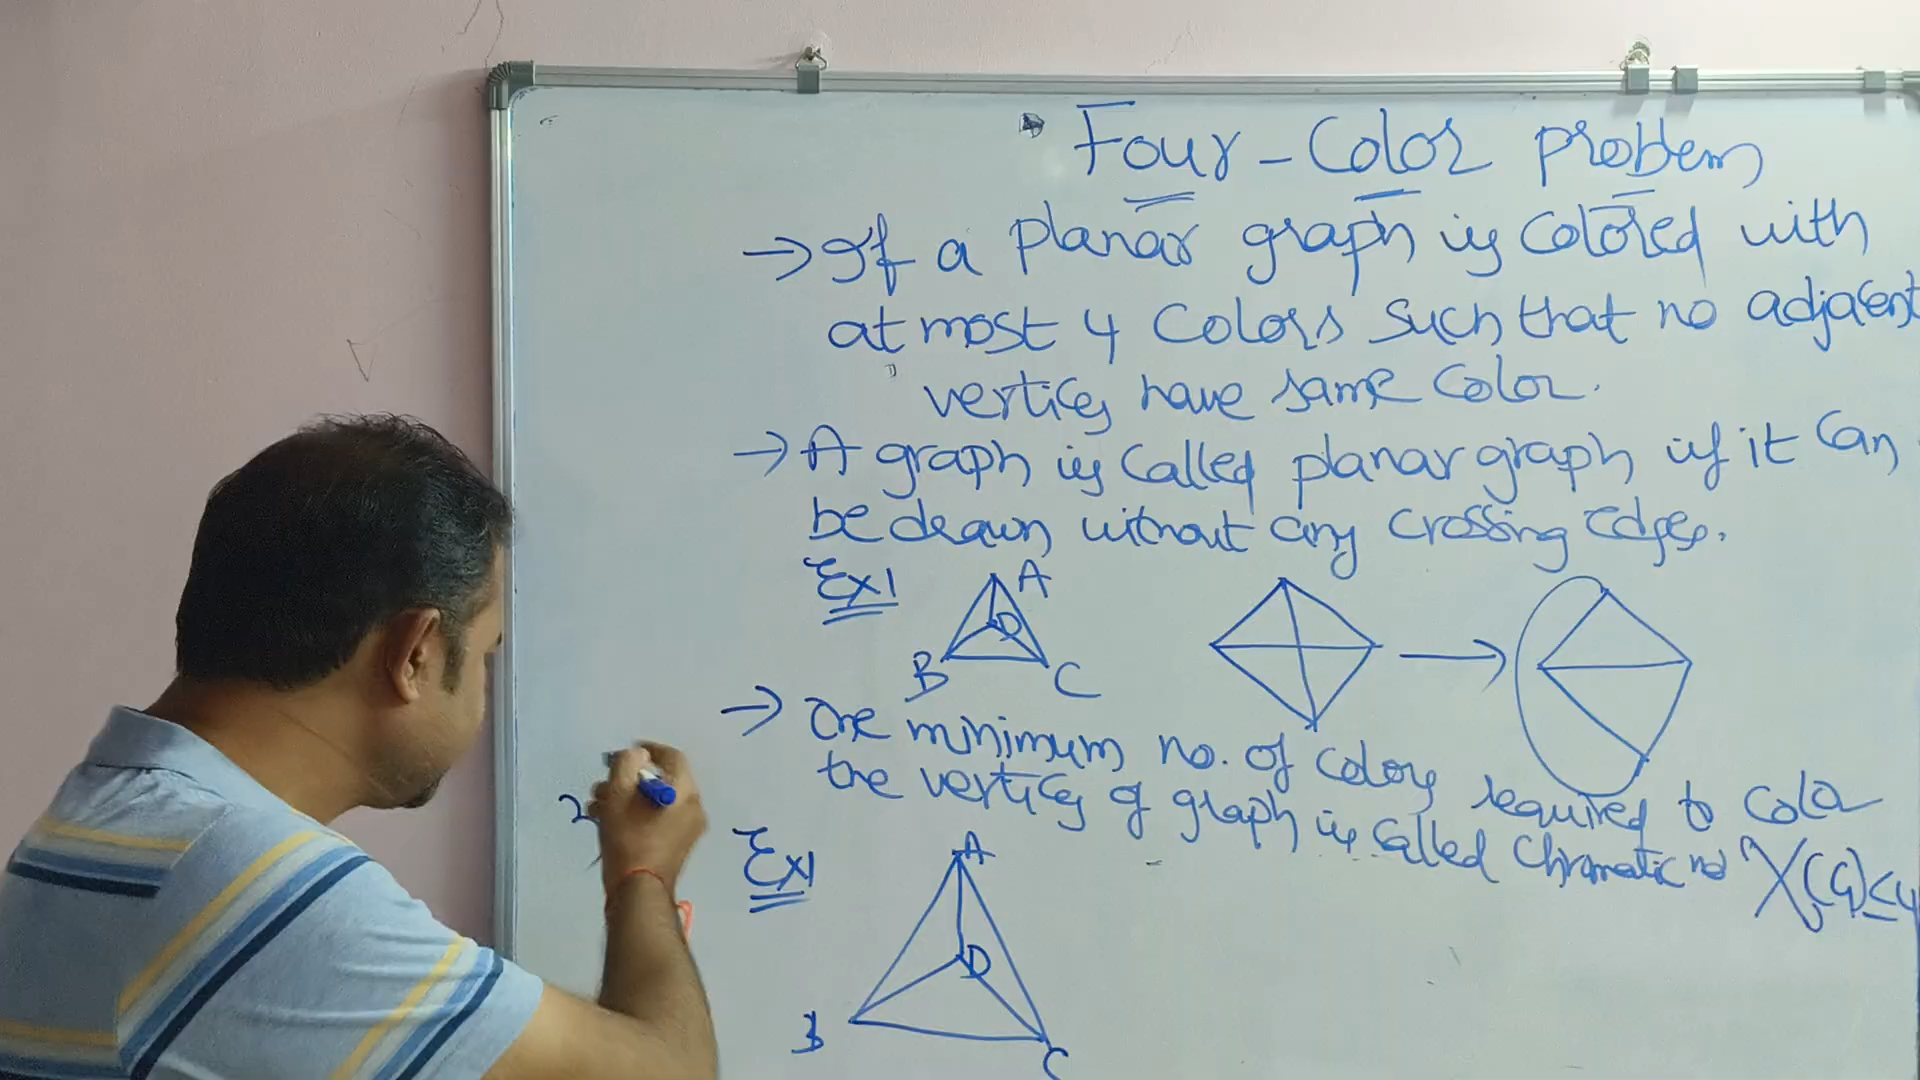 Four-Color problem
→ If a planar graph is colored with
at most 4 colors such that no adjacent
vertices have same color.
→ A graph is called planar graph if it can
be drawn without any crossing edges.
Ex1
A
D
B
C
→ The minimum no. of colors required to color
the vertices of graph is called Chromatic no χ(G)≤4
2
Ex1
A
D
B
C